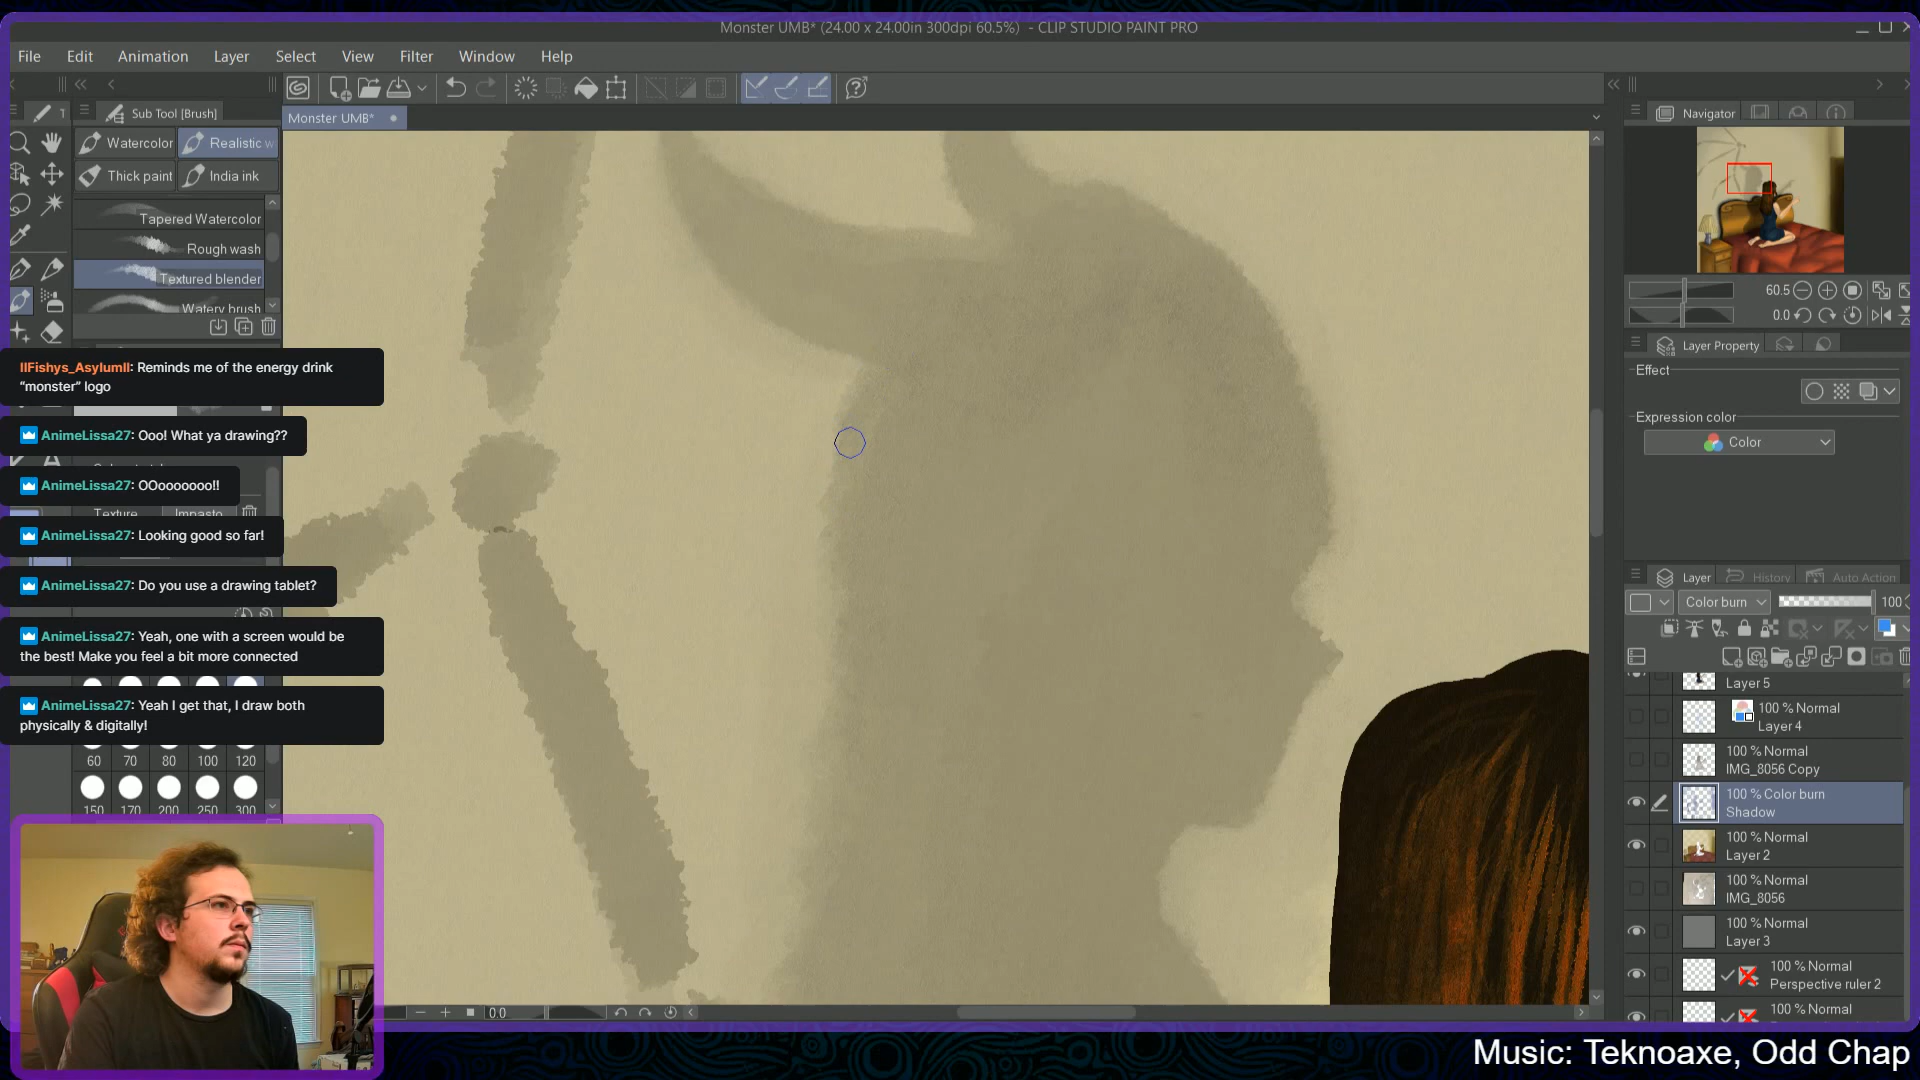 Monster UMB* (24.00 x 24.00in 300dpi 60.5%) - CLIP STUDIO PAINT PRO
File Edit Animation Layer Select View Filter Window Help
Sub Tool [Brush]
Monster UMB*
Watercolor Realistic w
Thick paint India ink
Tapered Watercolor
Rough wash
Textured blender
Watery brush
IIFishys_AsylumII: Reminds me of the energy drink
“monster” logo
AnimeLissa27: Ooo! What ya drawing??
AnimeLissa27: OOoooooooo!!
Texture Impasto
AnimeLissa27: Looking good so far!
AnimeLissa27: Do you use a drawing tablet?
AnimeLissa27: Yeah, one with a screen would be
the best! Make you feel a bit more connected
AnimeLissa27: Yeah I get that, I draw both
physically & digitally!
60 70 80 100 120
150 170 200 250 300
0.0
Navigator
60.5
0.0
Layer Property
Effect
Expression color
Color
Layer History Auto Action
Color burn 100
Layer 5
100 % Normal
Layer 4
100 % Normal
IMG_8056 Copy
100 % Color burn
Shadow
100 % Normal
Layer 2
100 % Normal
IMG_8056
100 % Normal
Layer 3
100 % Normal
Perspective ruler 2
100 % Normal
Music: Teknoaxe, Odd Chap